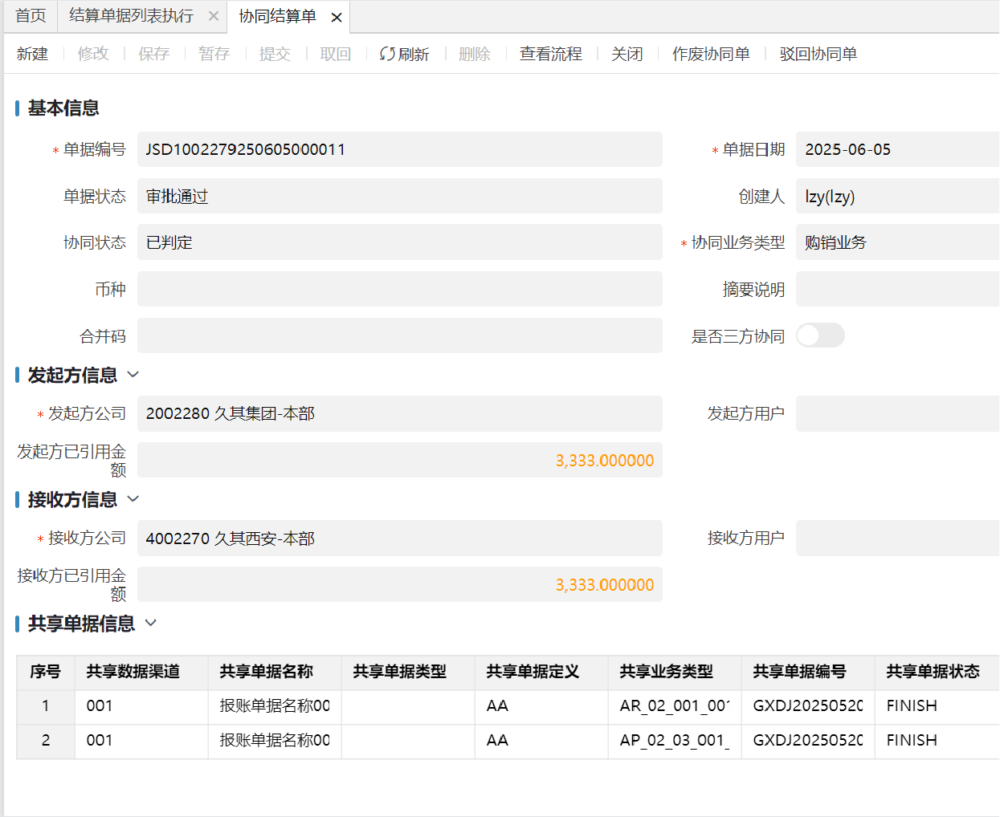 首页 结算单据列表执行 协同结算单
新建 修改 保存 暂存 提交 取回 刷新 删除 查看流程 关闭 作废协同单 驳回协同单
基本信息
* 单据编号 JSD1002279250605000011 * 单据日期 2025-06-05
单据状态 审批通过 创建人 lzy(lzy)
协同状态 已判定 * 协同业务类型 购销业务
币种 摘要说明
合并码 是否三方协同
发起方信息
* 发起方公司 2002280 久其集团-本部 发起方用户
发起方已引用金
额 3,333.000000
接收方信息
* 接收方公司 4002270 久其西安-本部 接收方用户
接收方已引用金
额 3,333.000000
共享单据信息
序号 共享数据渠道 共享单据名称 共享单据类型 共享单据定义 共享业务类型 共享单据编号 共享单据状态
1 001 报账单据名称00 AA AR_02_001_001 GXDJ2025052C FINISH
2 001 报账单据名称00 AA AP_02_03_001_ GXDJ2025052C FINISH